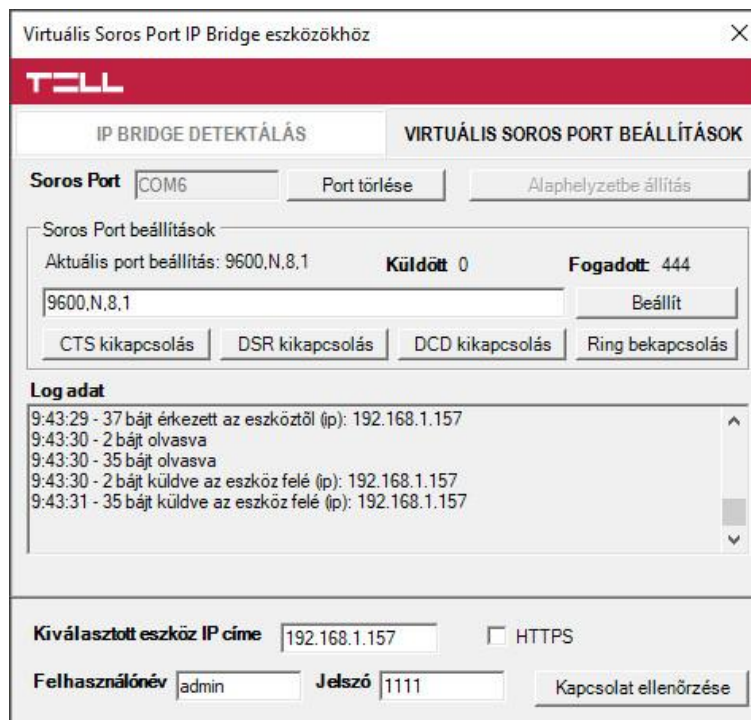 Virtuális Soros Port IP Bridge eszközökhöz
TELL
IP BRIDGE DETEKTÁLÁS VIRTUÁLIS SOROS PORT BEÁLLÍTÁSOK
Soros Port COM6 Port törlése Alaphelyzetbe állítás
Soros Port beállítások
Aktuális port beállítás: 9600,N,8,1 Küldött: 0 Fogadott: 444
9600,N,8,1 Beállít
CTS kikapcsolás DSR kikapcsolás DCD kikapcsolás Ring bekapcsolás
Log adat
9:43:29 - 37 bájt érkezett az eszköztől (ip): 192.168.1.157
9:43:30 - 2 bájt olvasva
9:43:30 - 35 bájt olvasva
9:43:30 - 2 bájt küldve az eszköz felé (ip): 192.168.1.157
9:43:31 - 35 bájt küldve az eszköz felé (ip): 192.168.1.157
Kiválasztott eszköz IP címe 192.168.1.157 HTTPS
Felhasználónév admin Jelszó 1111 Kapcsolat ellenőrzése